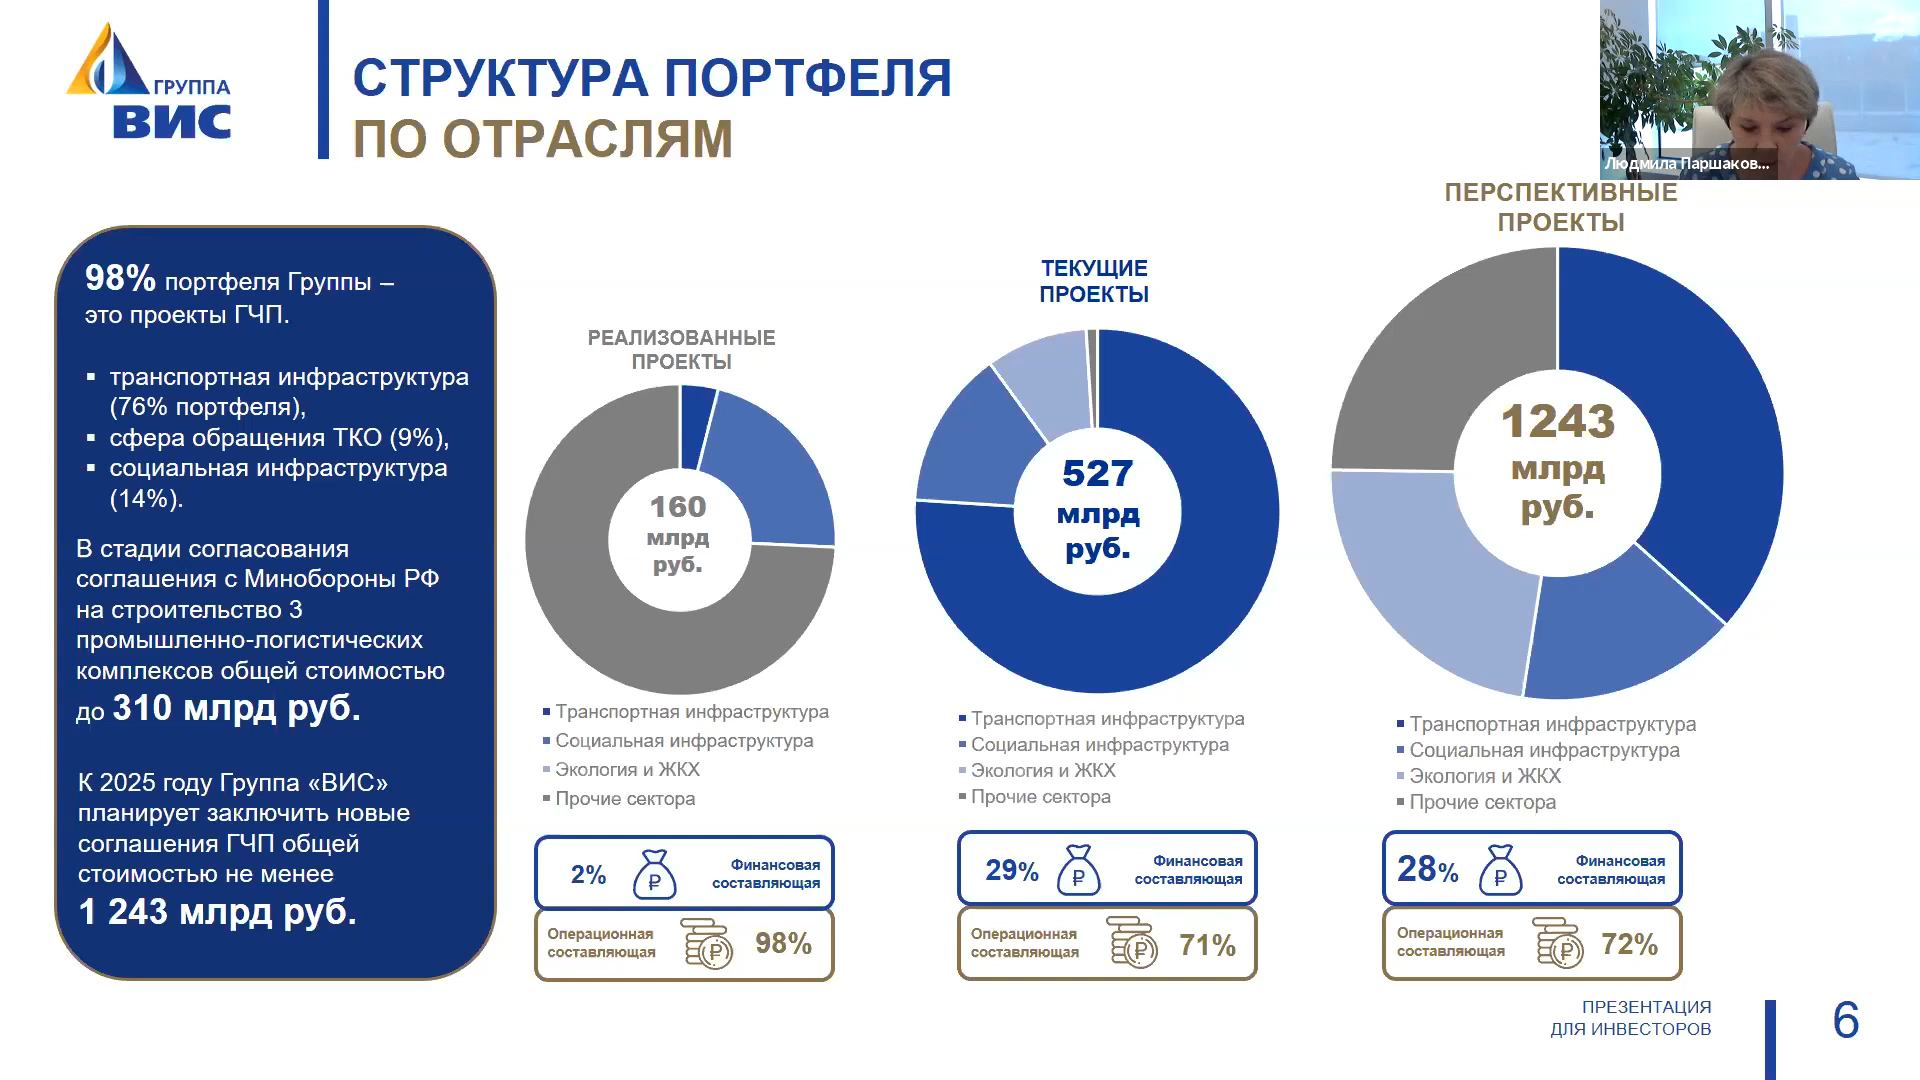 ГРУППА
ВИС
СТРУКТУРА ПОРТФЕЛЯ
ПО ОТРАСЛЯМ
Людмила Паршаков...
98% портфеля Группы –
это проекты ГЧП.
▪ транспортная инфраструктура
(76% портфеля),
▪ сфера обращения ТКО (9%),
▪ социальная инфраструктура
(14%).
В стадии согласования
соглашения с Минобороны РФ
на строительство 3
промышленно-логистических
комплексов общей стоимостью
до 310 млрд руб.
К 2025 году Группа «ВИС»
планирует заключить новые
соглашения ГЧП общей
стоимостью не менее
1 243 млрд руб.
РЕАЛИЗОВАННЫЕ
ПРОЕКТЫ
160
млрд
руб.
Транспортная инфраструктура
Социальная инфраструктура
Экология и ЖКХ
Прочие сектора
2%
Финансовая
составляющая
Операционная
составляющая
98%
ТЕКУЩИЕ
ПРОЕКТЫ
527
млрд
руб.
Транспортная инфраструктура
Социальная инфраструктура
Экология и ЖКХ
Прочие сектора
29%
Финансовая
составляющая
Операционная
составляющая
71%
ПЕРСПЕКТИВНЫЕ
ПРОЕКТЫ
1243
млрд
руб.
Транспортная инфраструктура
Социальная инфраструктура
Экология и ЖКХ
Прочие сектора
28%
Финансовая
составляющая
Операционная
составляющая
72%
ПРЕЗЕНТАЦИЯ
ДЛЯ ИНВЕСТОРОВ
6